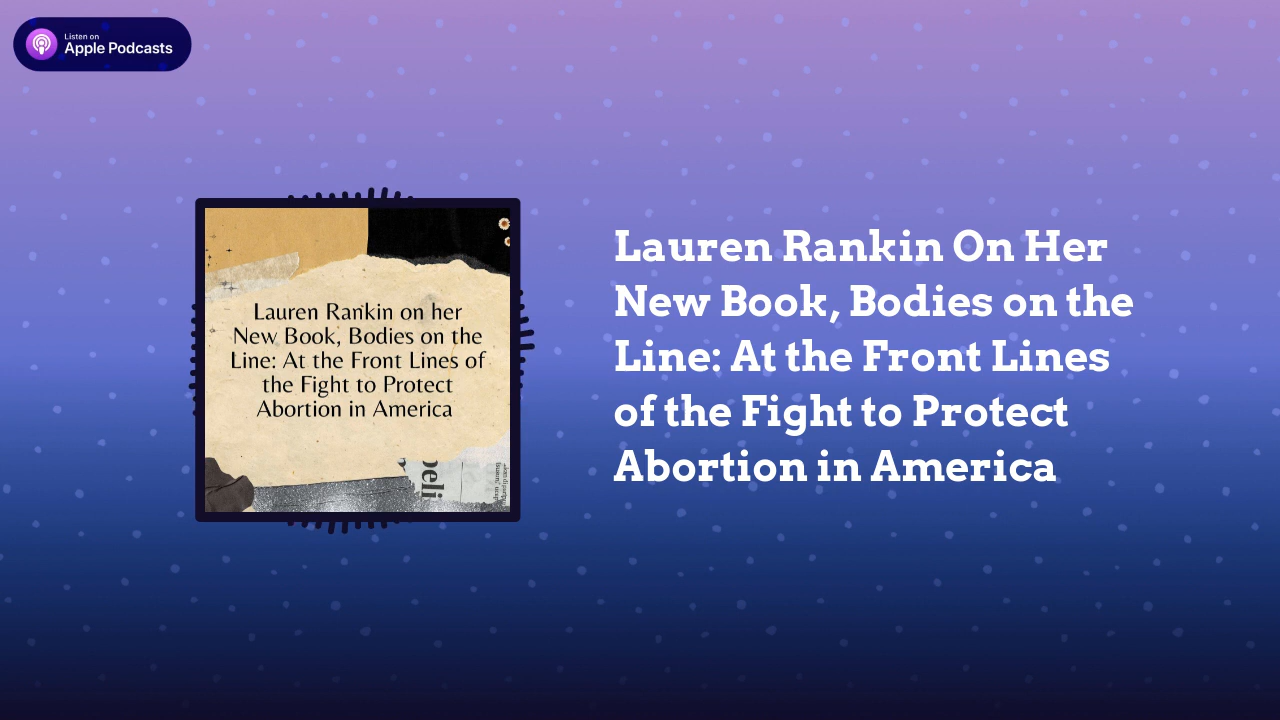 Listen on
Apple Podcasts
Lauren Rankin on her
New Book, Bodies on the
Line: At the Front Lines of
the Fight to Protect
Abortion in America
Lauren Rankin On Her
New Book, Bodies on the
Line: At the Front Lines
of the Fight to Protect
Abortion in America